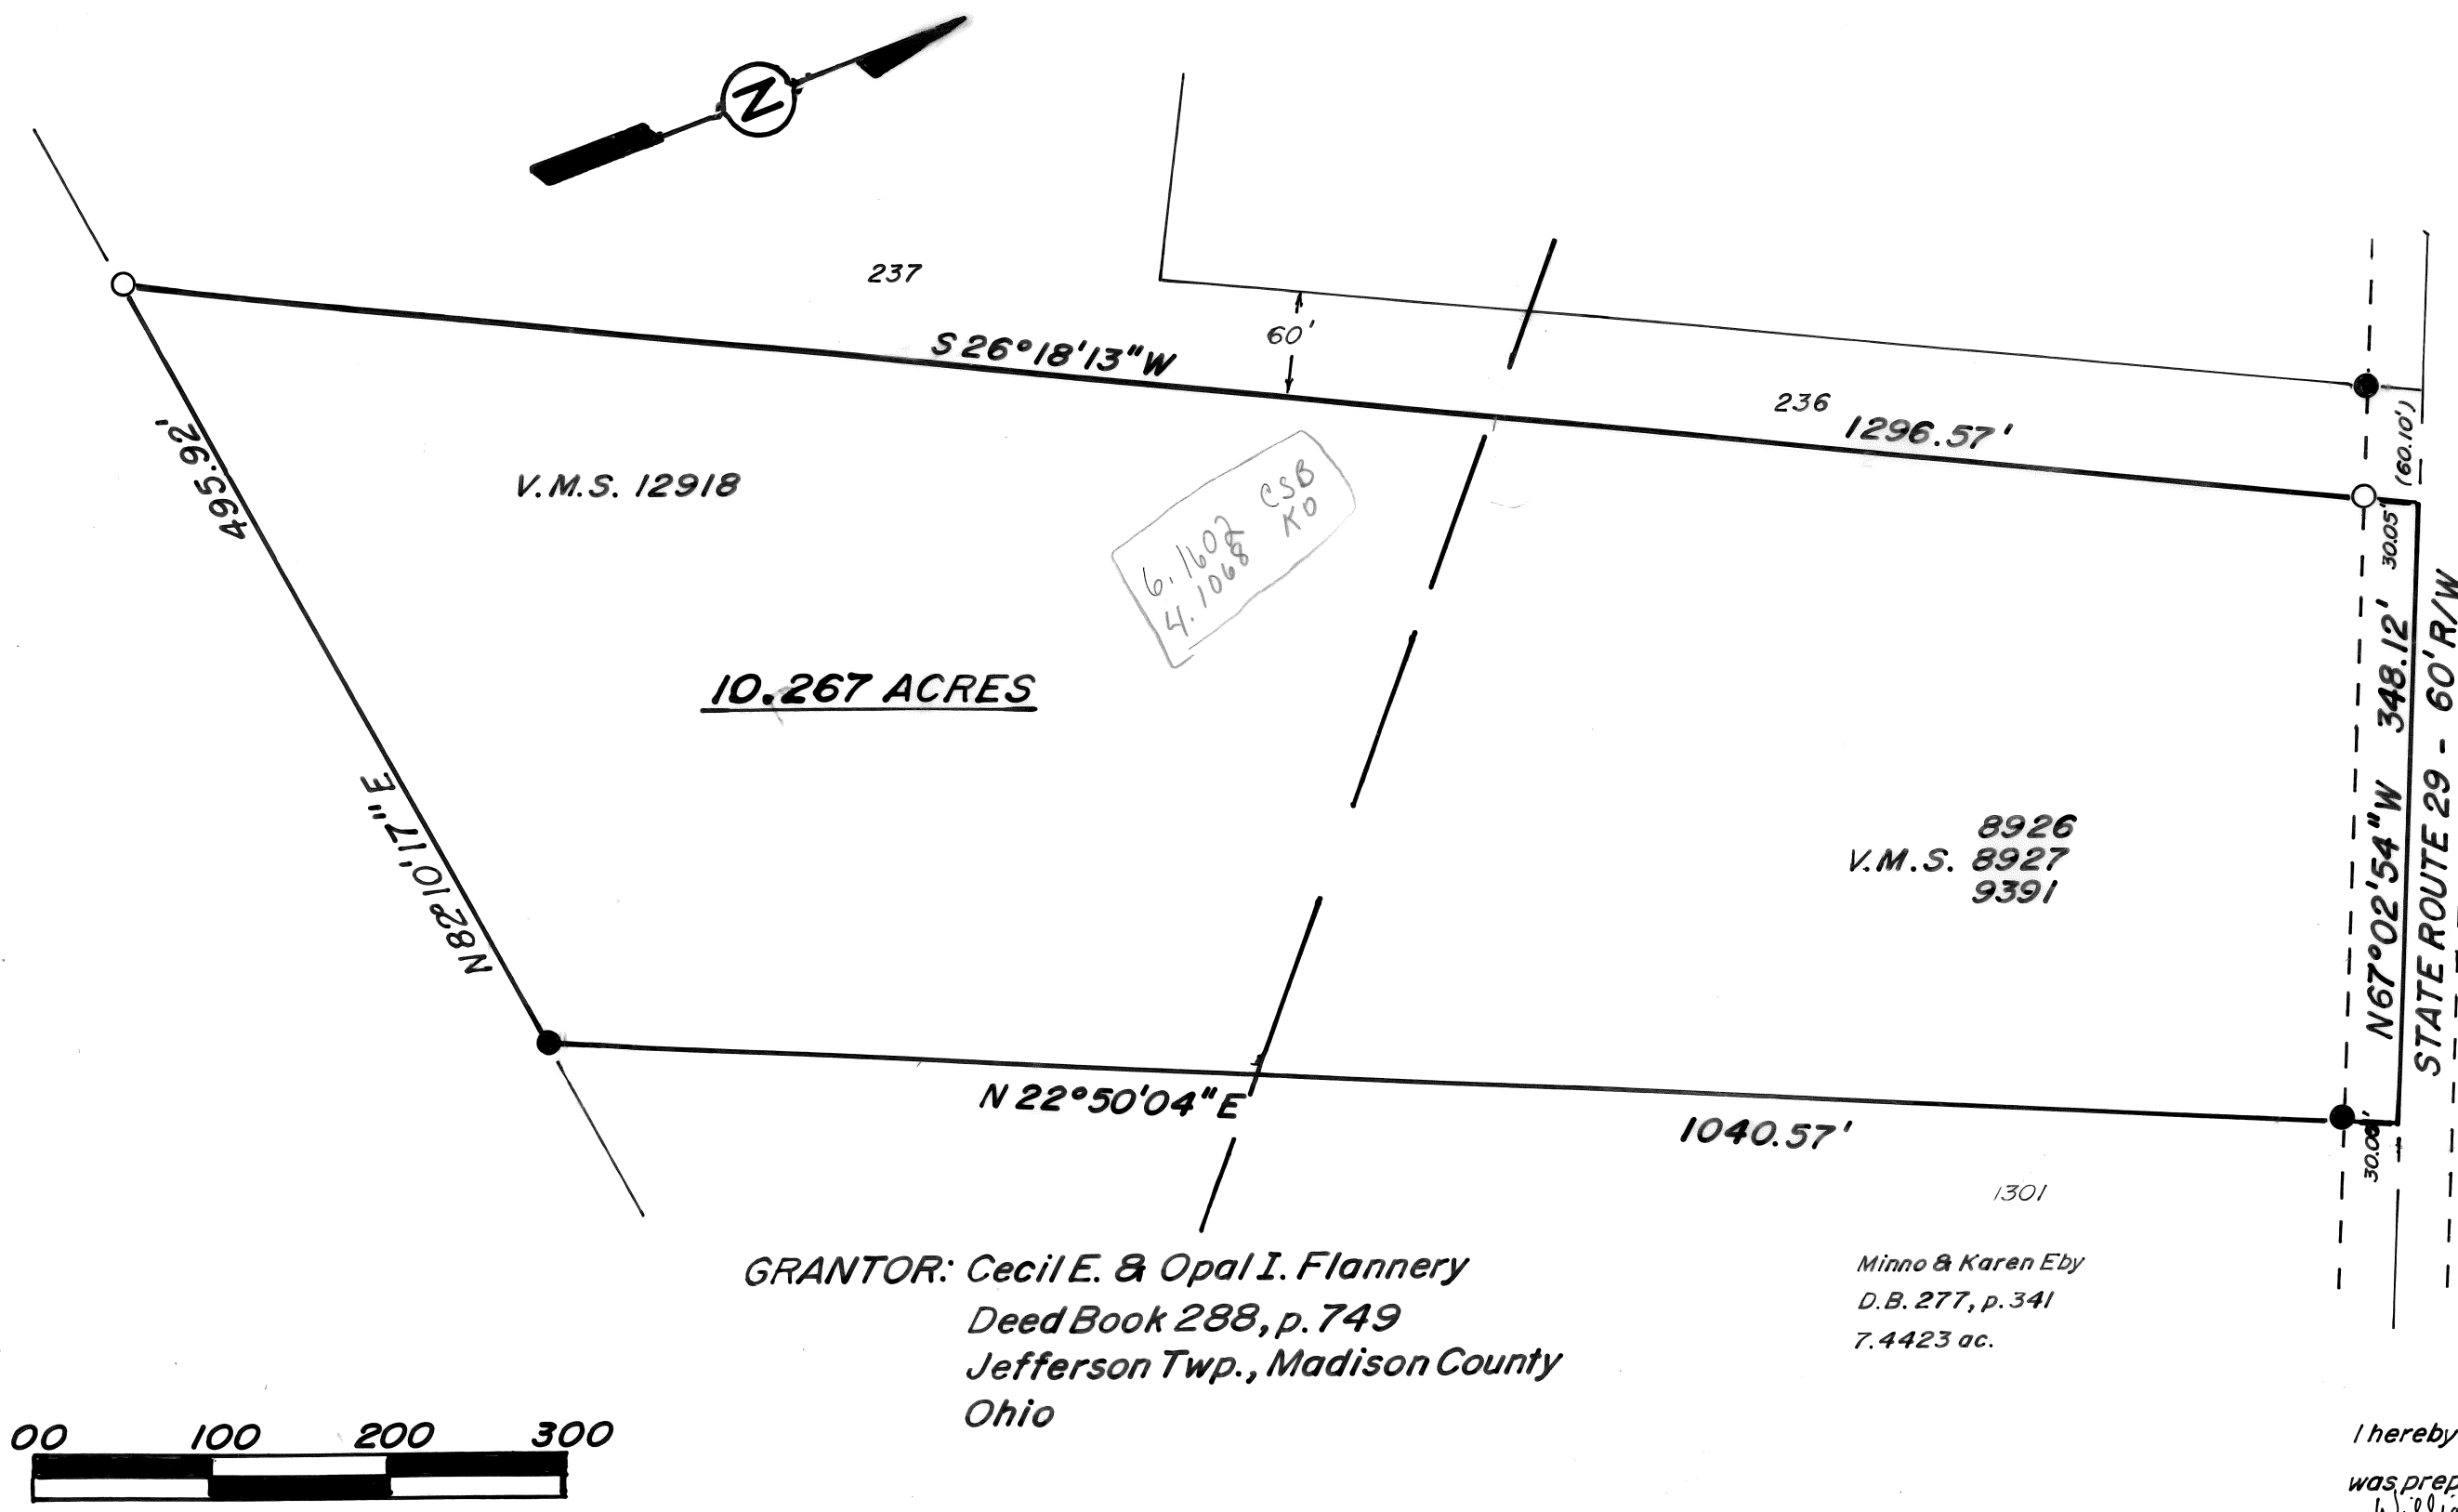 N
237
60'
S 26°18'13" W
236
1296.57'
(60.10')
495.92'
V.M.S. 12918
CSB
KO
6.1602
4.1068
30.05'
348.12'
10.267 ACRES
N 82°10'17" E
8926
V.M.S. 8927
9391
N67°02'54"W
STATE ROUTE 29 - 60' R/W
N 22°50'04" E
1040.57'
1301
GRANTOR: Cecil E. & Opal I. Flannery
Deed Book 288, p. 749
Jefferson Twp., Madison County
Ohio
Minno & Karen Eby
D.B. 277, p. 341
7.4423 ac.
00 100 200 300
I hereby
was prep